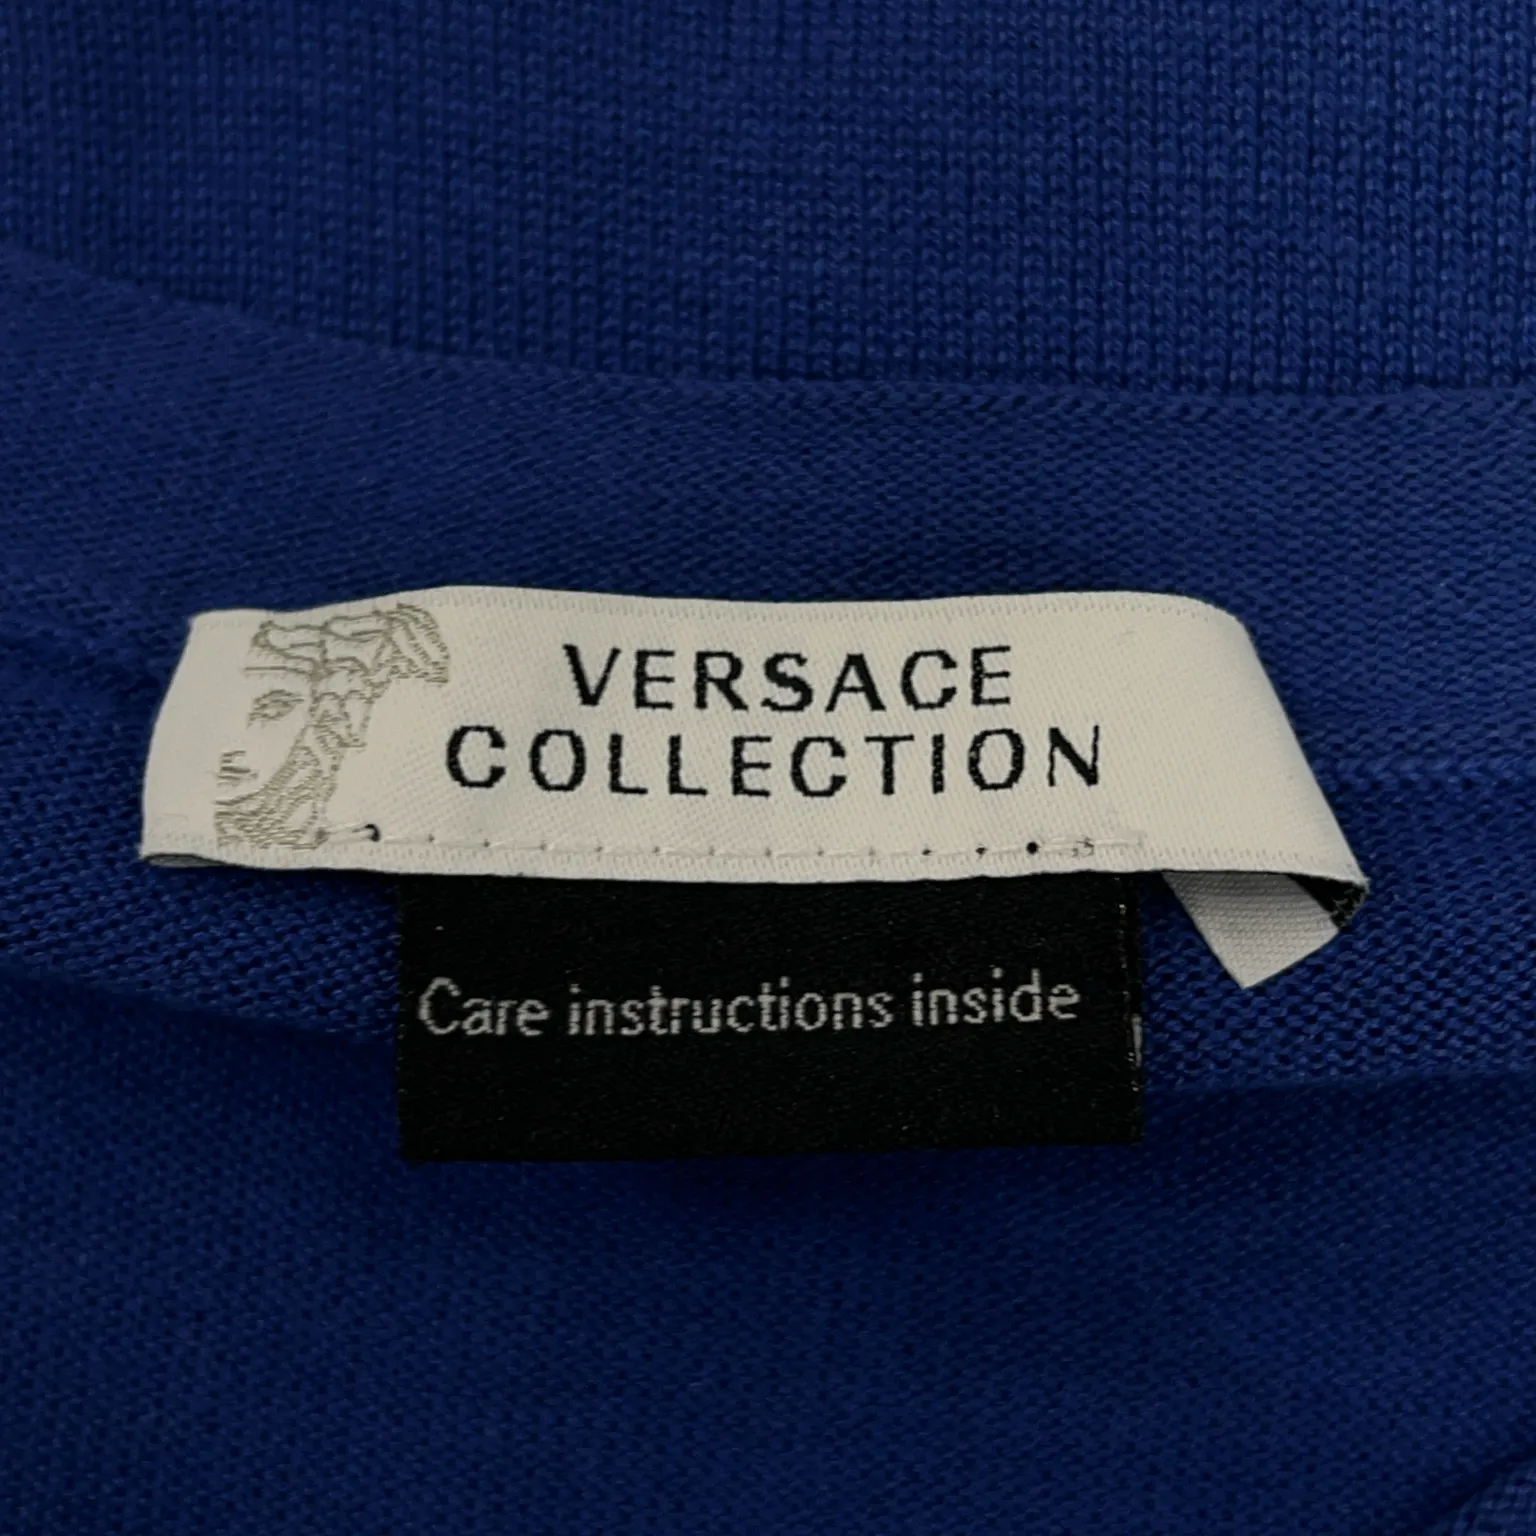 VERSACE
COLLECTION
Care instructions inside